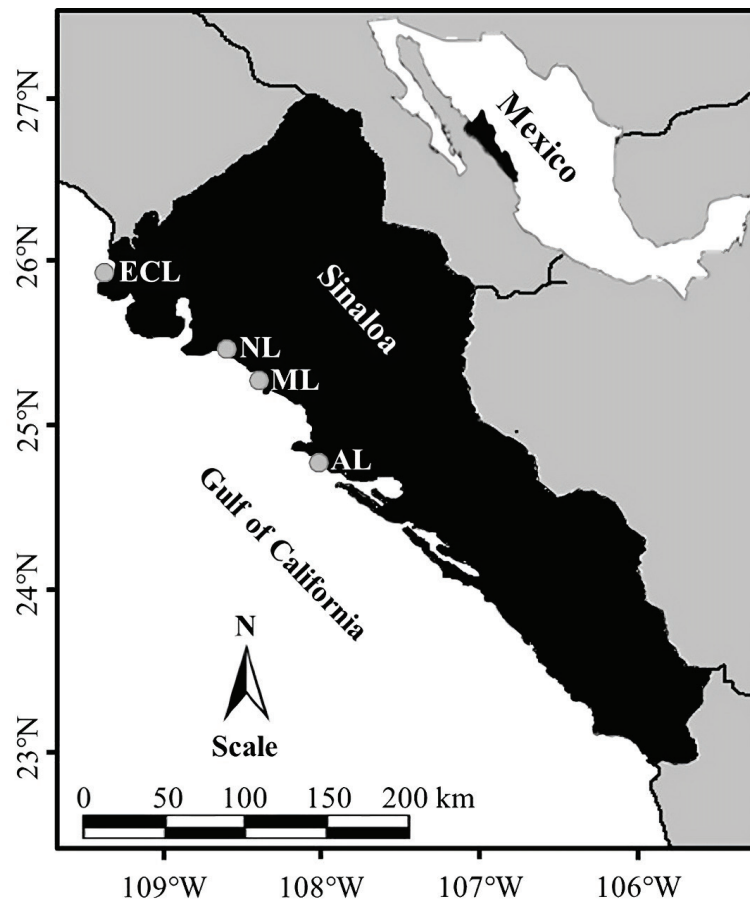 27°N
26°N
25°N
24°N
23°N
Mexico
Sinaloa
ECL
NL
ML
AL
Gulf of California
N
Scale
0 50 100 150 200 km
109°W 108°W 107°W 106°W